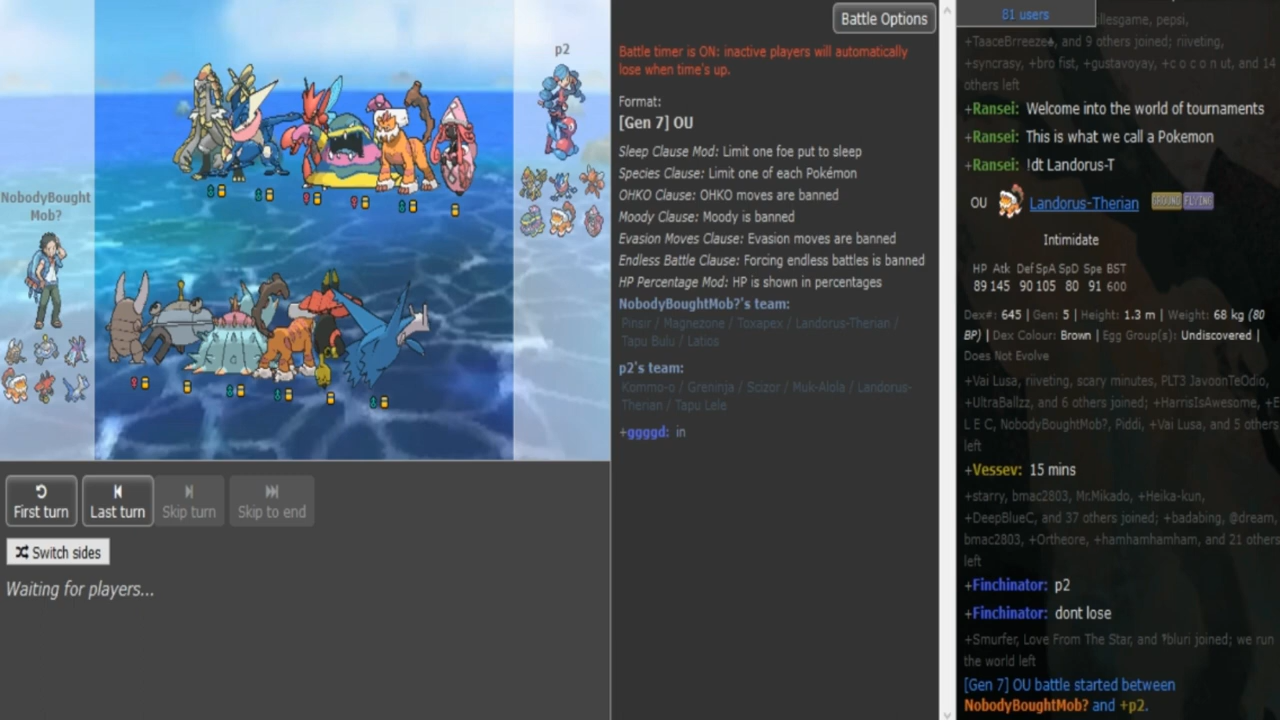 p2
NobodyBought
Mob?
First turn
Last turn
Skip turn
Skip to end
Switch sides
Waiting for players...
Battle Options
Battle timer is ON: inactive players will automatically
lose when time's up.
Format:
[Gen 7] OU
Sleep Clause Mod: Limit one foe put to sleep
Species Clause: Limit one of each Pokémon
OHKO Clause: OHKO moves are banned
Moody Clause: Moody is banned
Evasion Moves Clause: Evasion moves are banned
Endless Battle Clause: Forcing endless battles is banned
HP Percentage Mod: HP is shown in percentages
NobodyBoughtMob?'s team:
Pinsir / Magnezone / Toxapex / Landorus-Therian /
Tapu Bulu / Latios
p2's team:
Kommo-o / Greninja / Scizor / Muk-Alola / Landorus-
Therian / Tapu Lele
+ggggd: in
81 users
llesgame, pepsi,
+TaaceBrreeze♣, and 9 others joined; riiveting,
+syncrasy, +bro fist, +gustavoyay, +c o c o n ut, and 14
others left
+Ransei: Welcome into the world of tournaments
+Ransei: This is what we call a Pokemon
+Ransei: !dt Landorus-T
OU Landorus-Therian GROUND FLYING
Intimidate
HP Atk Def SpA SpD Spe BST
89 145 90 105 80 91 600
Dex#: 645 | Gen: 5 | Height: 1.3 m | Weight: 68 kg (80
BP) | Dex Colour: Brown | Egg Group(s): Undiscovered |
Does Not Evolve
+Vai Lusa, riiveting, scary minutes, PLT3 JavoonTeOdio,
+UltraBallzz, and 6 others joined; +HarrisIsAwesome, +E
L E C, NobodyBoughtMob?, Piddi, +Vai Lusa, and 5 others
left
+Vessev: 15 mins
+starry, bmac2803, Mr.Mikado, +Heika-kun,
+DeepBlueC, and 37 others joined; +badabing, @dream,
bmac2803, +Ortheore, +hamhamhamham, and 21 others
left
+Finchinator: p2
+Finchinator: dont lose
+Smurfer, Love From The Star, and ‽bluri joined; we run
the world left
[Gen 7] OU battle started between
NobodyBoughtMob? and +p2.